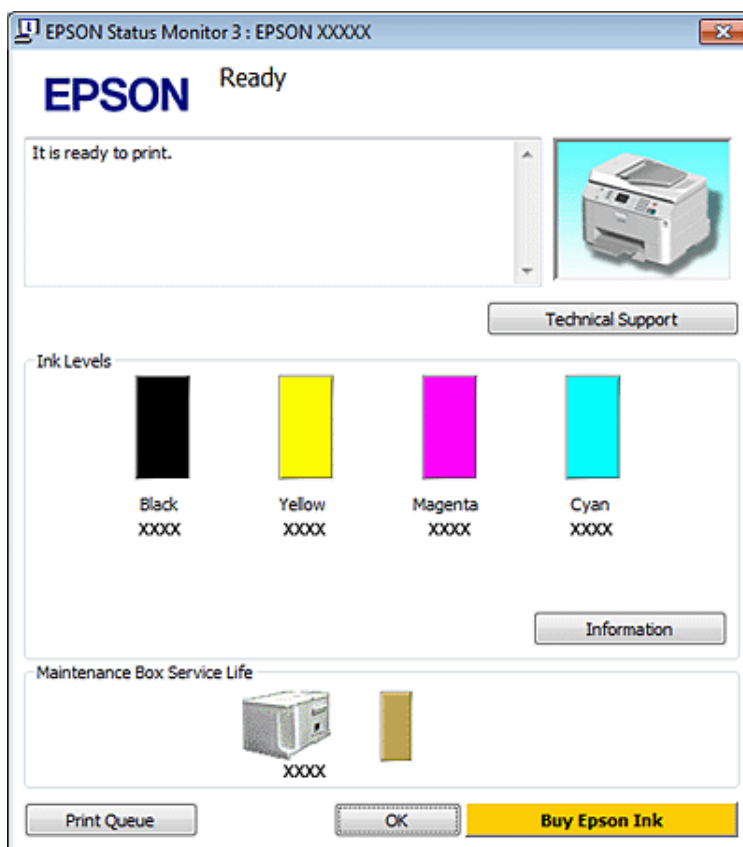 EPSON Status Monitor 3 : EPSON XXXXX
EPSON
Ready
It is ready to print.
Technical Support
Ink Levels
Black Yellow Magenta Cyan
XXXX XXXX XXXX XXXX
Information
Maintenance Box Service Life
XXXX
Print Queue OK Buy Epson Ink